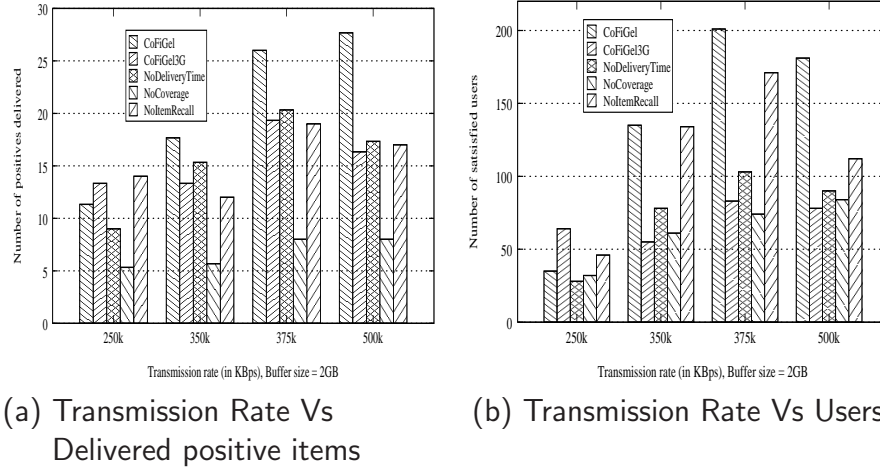 30
25
20
15
10
5
0
Number of positives delivered
CoFiGel
CoFiGel3G
NoDeliveryTime
NoCoverage
NoItemRecall
250k 350k 375k 500k
Transmission rate (in KBps), Buffer size = 2GB
(a) Transmission Rate Vs
Delivered positive items
200
150
100
50
0
Number of satsisfied users
CoFiGel
CoFiGel3G
NoDeliveryTime
NoCoverage
NoItemRecall
250k 350k 375k 500k
Transmission rate (in KBps), Buffer size = 2GB
(b) Transmission Rate Vs Users